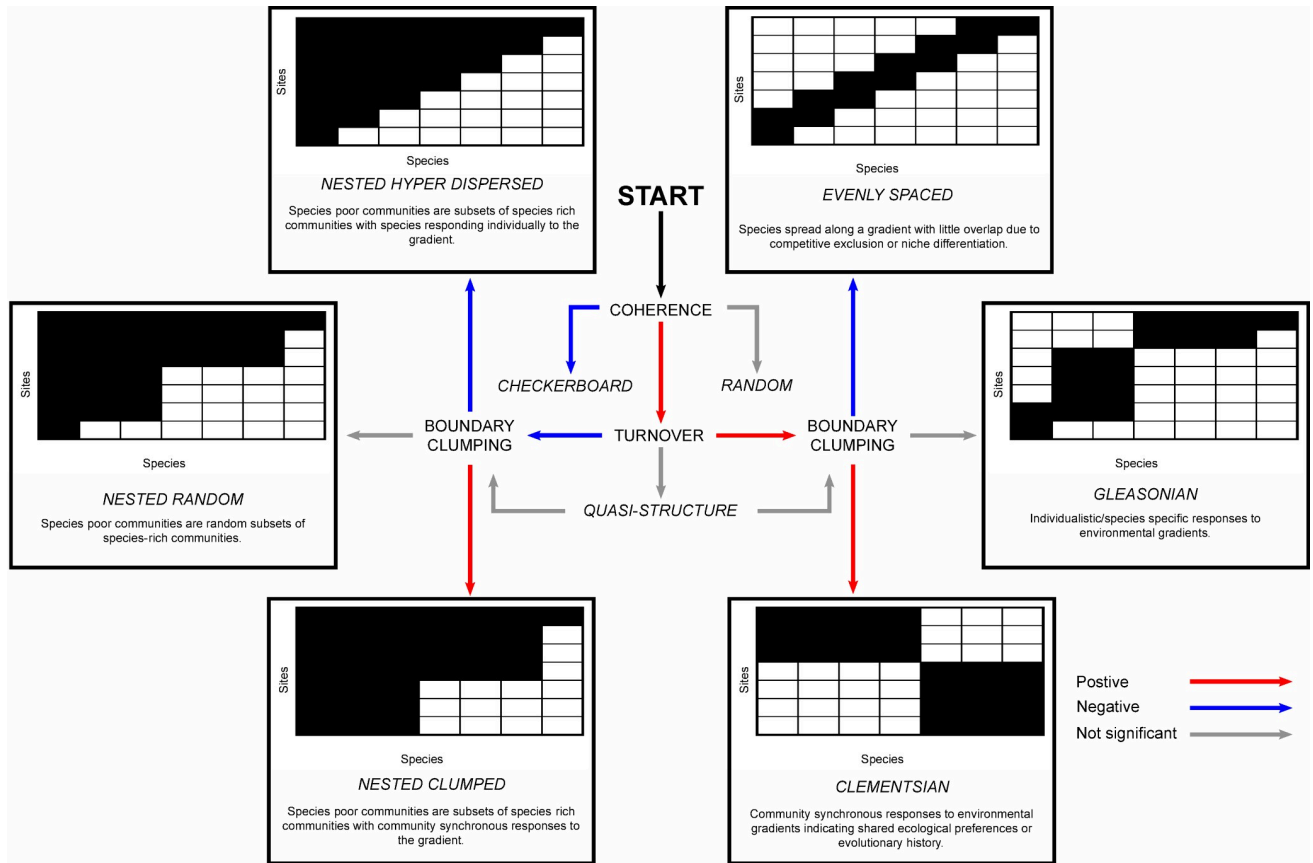 Sites
Species
NESTED HYPER DISPERSED
Species poor communities are subsets of species rich
communities with species responding individually to the
gradient.
Sites
Species
EVENLY SPACED
Species spread along a gradient with little overlap due to
competitive exclusion or niche differentiation.
START
COHERENCE
CHECKERBOARD
RANDOM
BOUNDARY
CLUMPING
TURNOVER
BOUNDARY
CLUMPING
QUASI-STRUCTURE
Sites
Species
NESTED RANDOM
Species poor communities are random subsets of
species-rich communities.
Sites
Species
GLEASONIAN
Individualistic/species specific responses to
environmental gradients.
Sites
Species
NESTED CLUMPED
Species poor communities are subsets of species rich
communities with community synchronous responses to
the gradient.
Sites
Species
CLEMENTSIAN
Community synchronous responses to environmental
gradients indicating shared ecological preferences or
evolutionary history.
Postive
Negative
Not significant